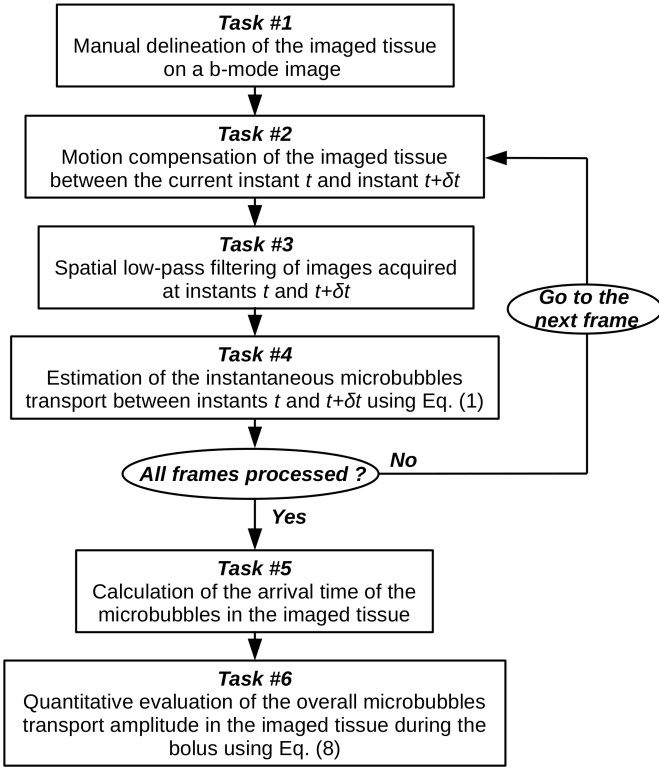 Task #1
Manual delineation of the imaged tissue
on a b-mode image
Task #2
Motion compensation of the imaged tissue
between the current instant t and instant t+δt
Task #3
Spatial low-pass filtering of images acquired
at instants t and t+δt
Go to the
next frame
Task #4
Estimation of the instantaneous microbubbles
transport between instants t and t+δt using Eq. (1)
All frames processed ?
No
Yes
Task #5
Calculation of the arrival time of the
microbubbles in the imaged tissue
Task #6
Quantitative evaluation of the overall microbubbles
transport amplitude in the imaged tissue during the
bolus using Eq. (8)